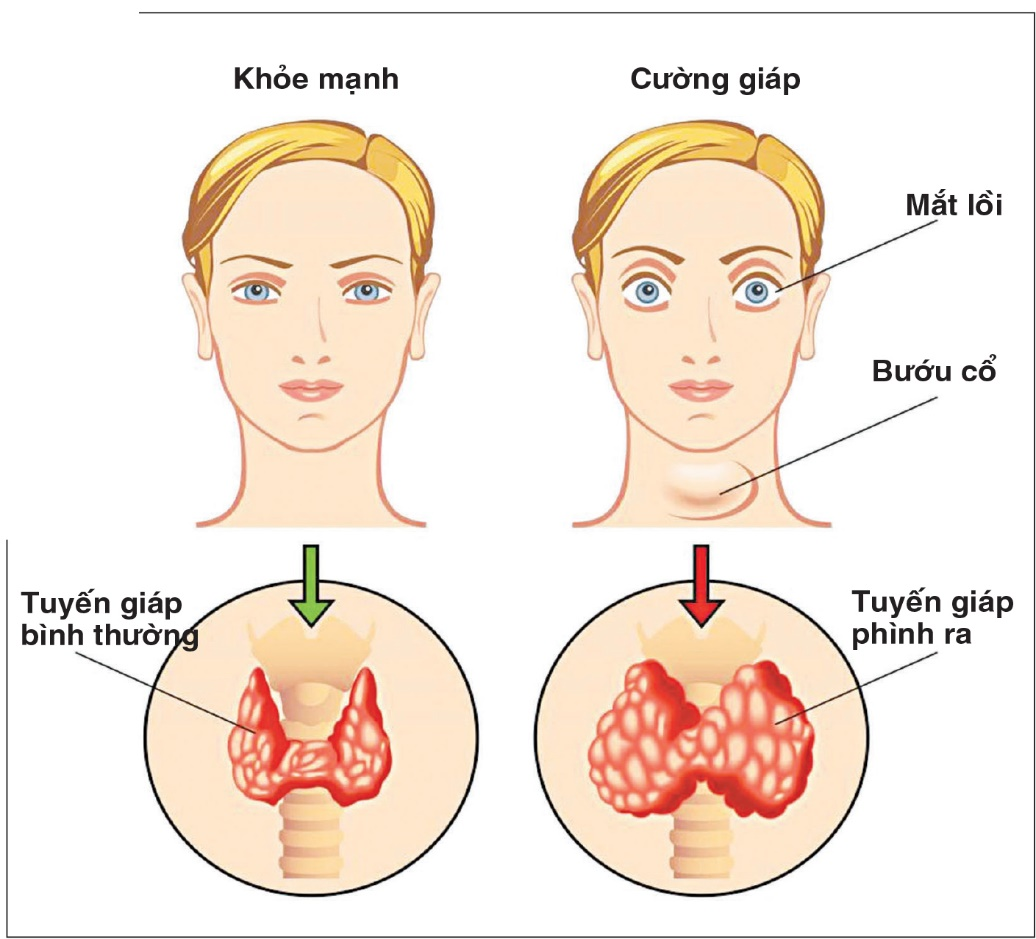 Khỏe mạnh
Cường giáp
Mắt lồi
Bướu cổ
Tuyến giáp
bình thường
Tuyến giáp
phình ra